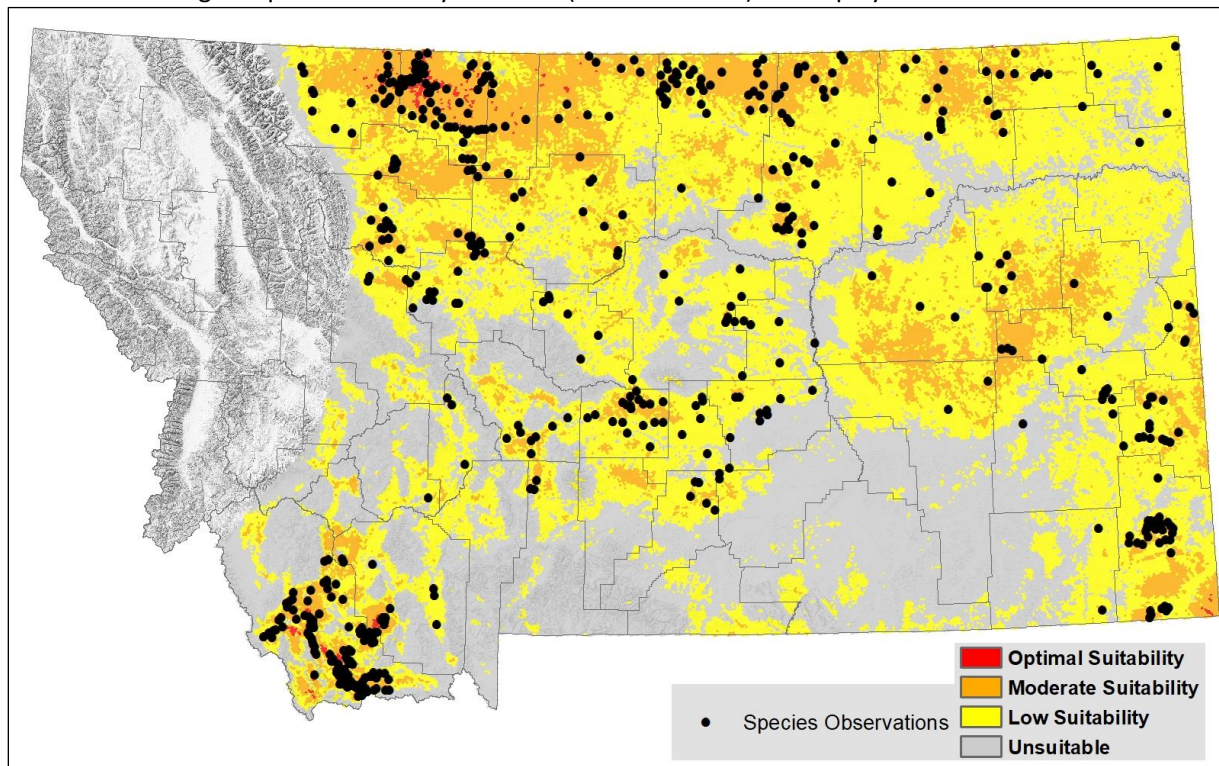 Optimal Suitability
Moderate Suitability
Species Observations
Low Suitability
Unsuitable